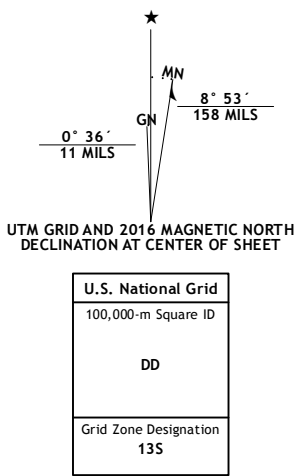 ★
MN
GN
8° 53´
158 MILS
0° 36´
11 MILS
UTM GRID AND 2016 MAGNETIC NORTH
DECLINATION AT CENTER OF SHEET
U.S. National Grid
100,000-m Square ID
DD
Grid Zone Designation
13S